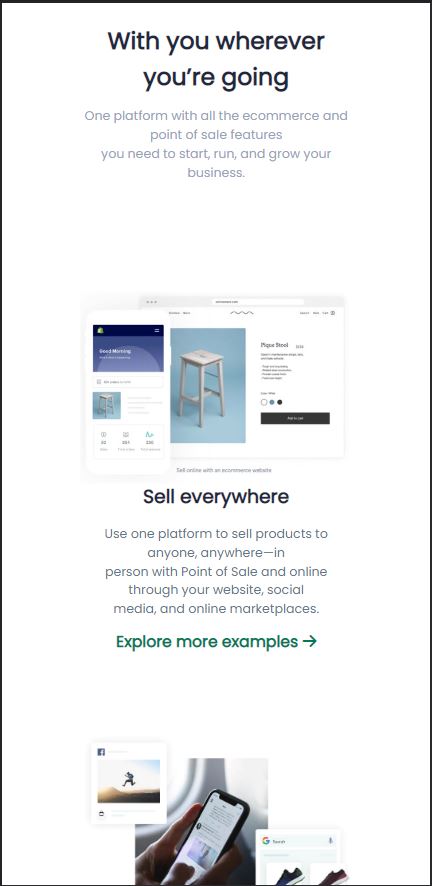 With you wherever
you're going
One platform with all the ecommerce and
point of sale features
you need to start, run, and grow your
business.
Good Morning
Pique Stool
Add to cart
Sell online with an ecommerce website
Sell everywhere
Use one platform to sell products to
anyone, anywhere—in
person with Point of Sale and online
through your website, social
media, and online marketplaces.
Explore more examples →